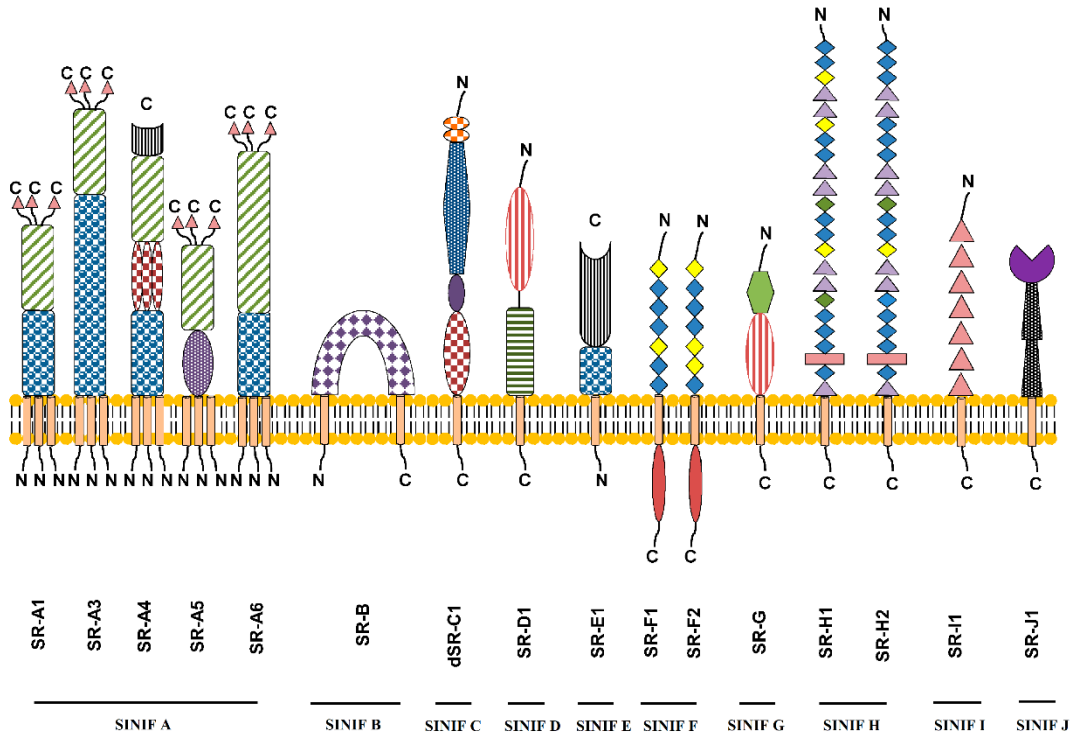 N N
C C C
C
N
C C C
N
N
C C C
N
C C C
C
N N
N
N N N N N N N N N N N N N N N
N C C C N C C C C C
C C
SR-A1 SR-A3 SR-A4 SR-A5 SR-A6 SR-B dSR-C1 SR-D1 SR-E1 SR-F1 SR-F2 SR-G SR-H1 SR-H2 SR-I1 SR-J1
SINIF A SINIF B SINIF C SINIF D SINIF E SINIF F SINIF G SINIF H SINIF I SINIF J